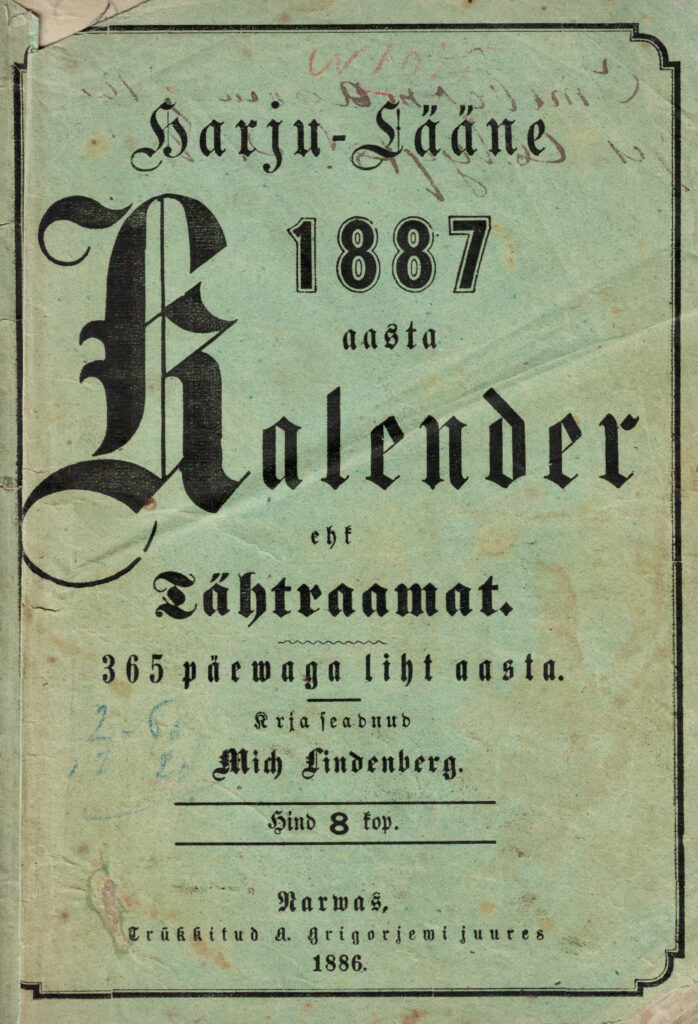 Harju-Lääne
1887
aasta
Kalender
ehk
Tähtraamat.
365 päewaga liht aasta.
Krja seadnud
Mich Lindenberg.
Hind 8 kop.
Narwas,
Trükkitud A. Grigorjewi juures
1886.